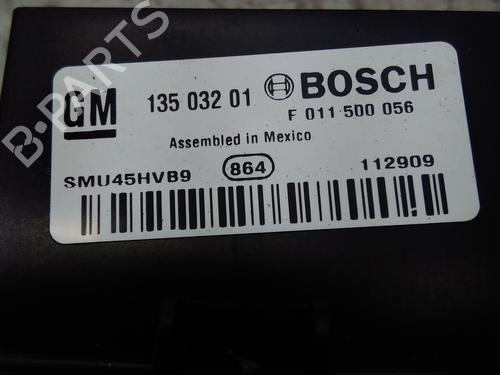 GM 135 032 01 BOSCH
F 011 500 056
Assembled in Mexico
SMU45HVB9 864 112909
B-PARTS